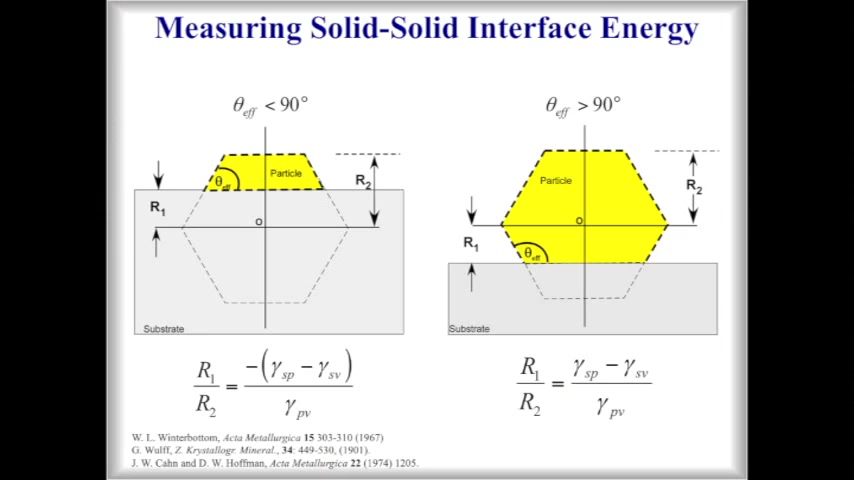 Measuring Solid-Solid Interface Energy
θeff < 90°
θeff > 90°
Particle
θeff
R1
R2
O
Substrate
Particle
θeff
R1
R2
O
Substrate
R1/R2 = −(γsp − γsv)/γpv
R1/R2 = γsp − γsv/γpv
W. L. Winterbottom, Acta Metallurgica 15 303-310 (1967)
G. Wulff, Z. Krystallogr. Mineral., 34: 449-530, (1901).
J. W. Cahn and D. W. Hoffman, Acta Metallurgica 22 (1974) 1205.